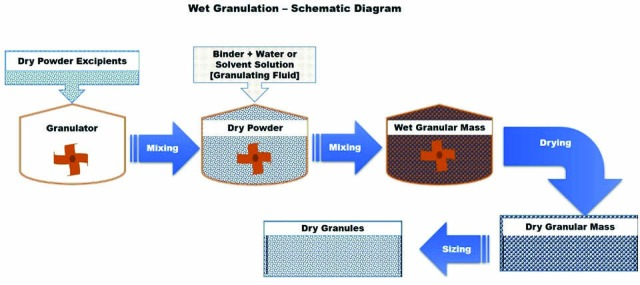 Wet Granulation – Schematic Diagram
Dry Powder Excipients
Binder + Water or
Solvent Solution
[Granulating Fluid]
Granulator
Mixing
Dry Powder
Mixing
Wet Granular Mass
Drying
Dry Granular Mass
Sizing
Dry Granules